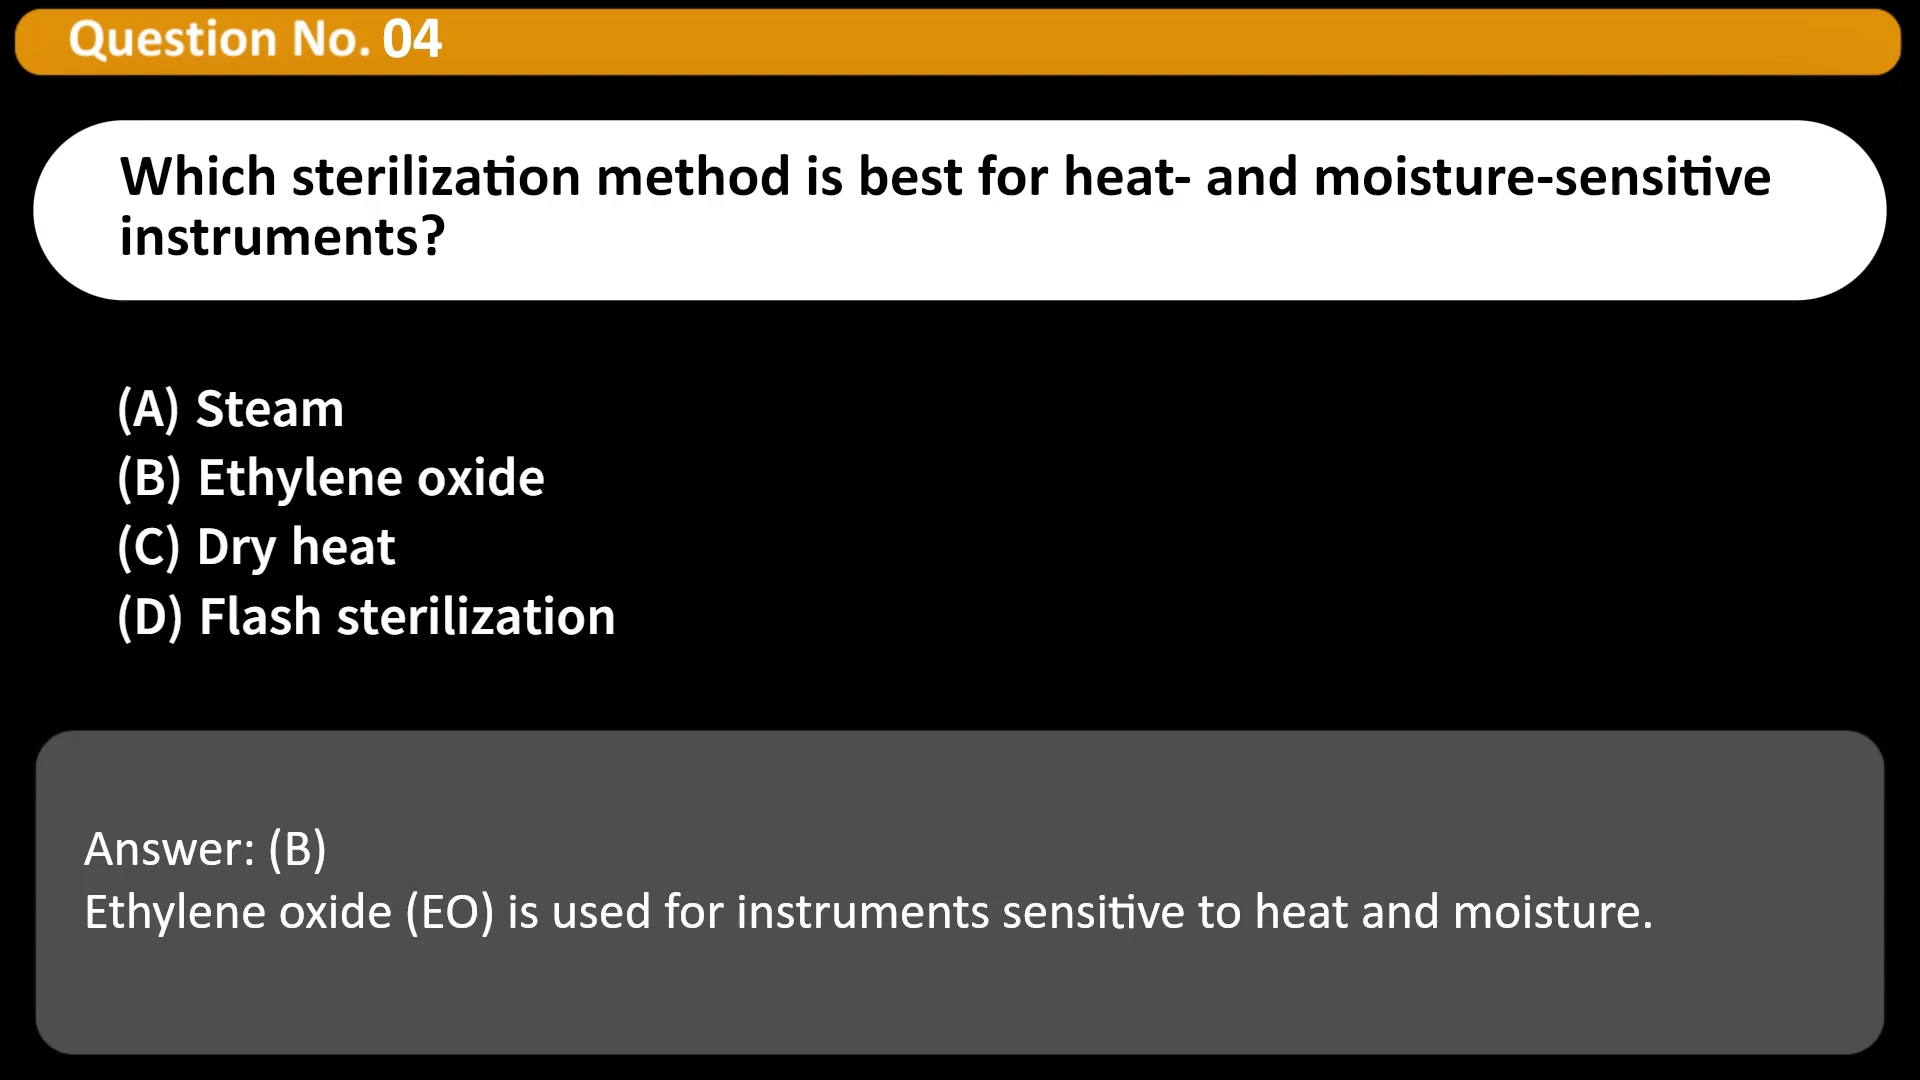 Question No. 04
Which sterilization method is best for heat- and moisture-sensitive
instruments?
(A) Steam
(B) Ethylene oxide
(C) Dry heat
(D) Flash sterilization
Answer: (B)
Ethylene oxide (EO) is used for instruments sensitive to heat and moisture.